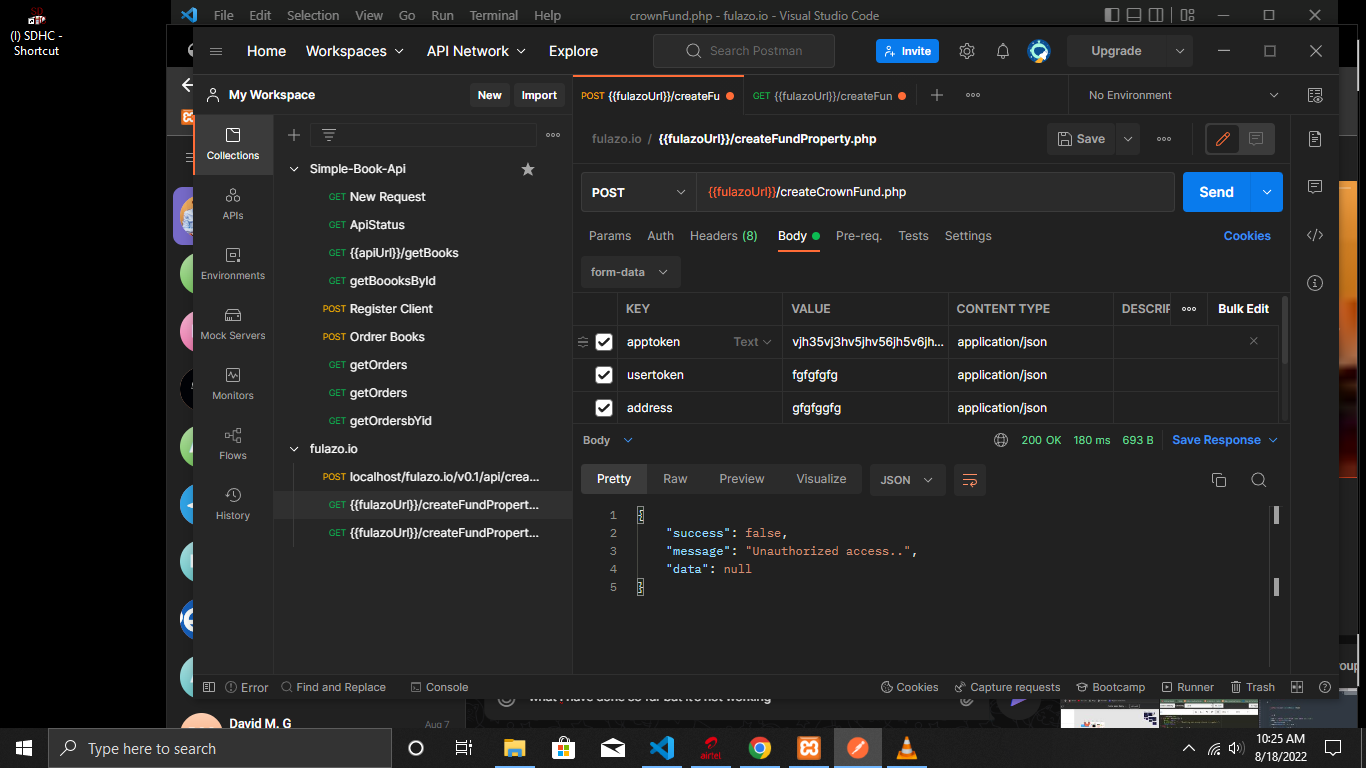 (I) SDHC -
Shortcut
File Edit Selection View Go Run Terminal Help
crownFund.php - fulazo.io - Visual Studio Code
Home Workspaces API Network Explore
Search Postman
Invite
Upgrade
My Workspace
New Import
POST {{fulazoUrl}}/createFu
GET {{fulazoUrl}}/createFun
No Environment
Collections
APIs
Environments
Mock Servers
Monitors
Flows
History
Simple-Book-Api
GET New Request
GET ApiStatus
GET {{apiUrl}}/getBooks
GET getBoooksById
POST Register Client
POST Ordrer Books
GET getOrders
GET getOrders
GET getOrdersbYid
fulazo.io
POST localhost/fulazo.io/v0.1/api/crea...
GET {{fulazoUrl}}/createFundPropert...
GET {{fulazoUrl}}/createFundPropert...
fulazo.io / {{fulazoUrl}}/createFundProperty.php
Save
POST {{fulazoUrl}}/createCrownFund.php
Send
Params Auth Headers (8) Body Pre-req. Tests Settings
Cookies
form-data
KEY VALUE CONTENT TYPE DESCRIP Bulk Edit
apptoken Text vjh35vj3hv5jhv56jh5v6jh... application/json
usertoken fgfgfgfg application/json
address gfgfggfg application/json
Body
200 OK 180 ms 693 B Save Response
Pretty Raw Preview Visualize JSON
1 {
2 "success": false,
3 "message": "Unauthorized access..",
4 "data": null
5 }
Error Find and Replace Console
Cookies Capture requests Bootcamp Runner Trash
David M. G
Aug 7
Type here to search
airtel
10:25 AM
8/18/2022